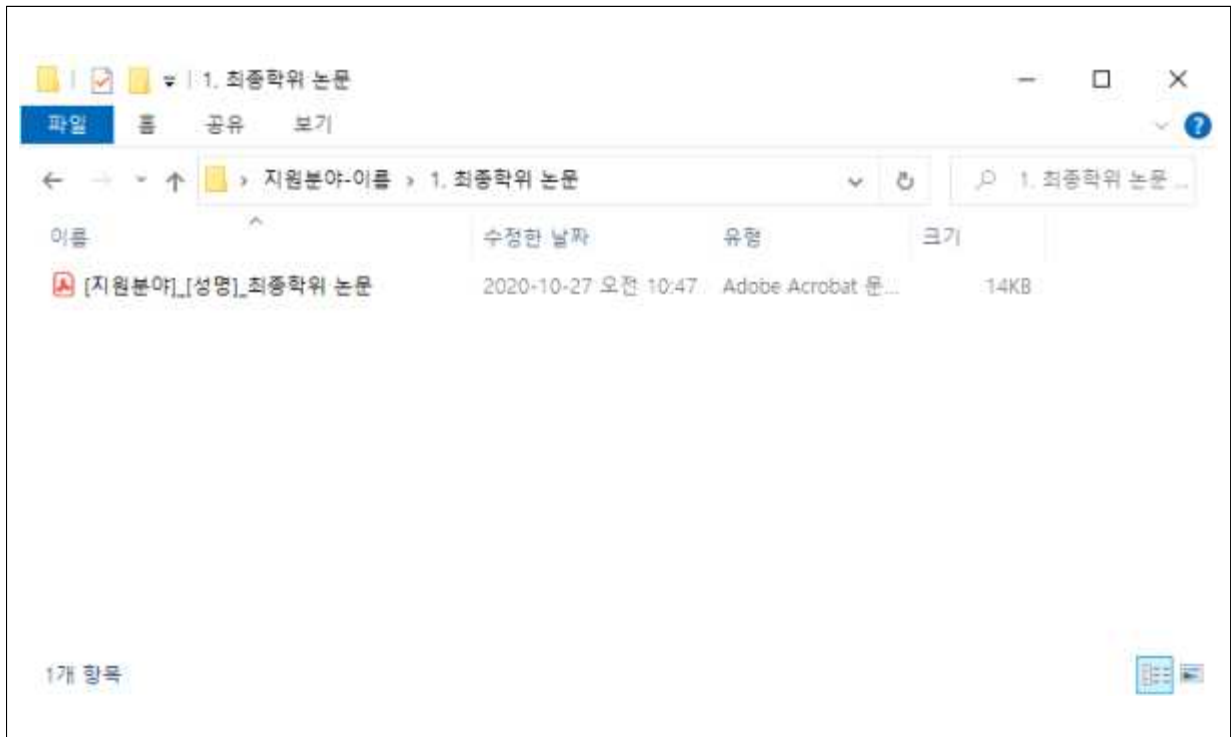 1. 최종학위 논문
파일 홈 공유 보기
지원분야-이름 › 1. 최종학위 논문 1. 최종학위 논문 ...
이름 수정한 날짜 유형 크기
[지원분야]_[성명]_최종학위 논문 2020-10-27 오전 10:47 Adobe Acrobat 문... 14KB
1개 항목